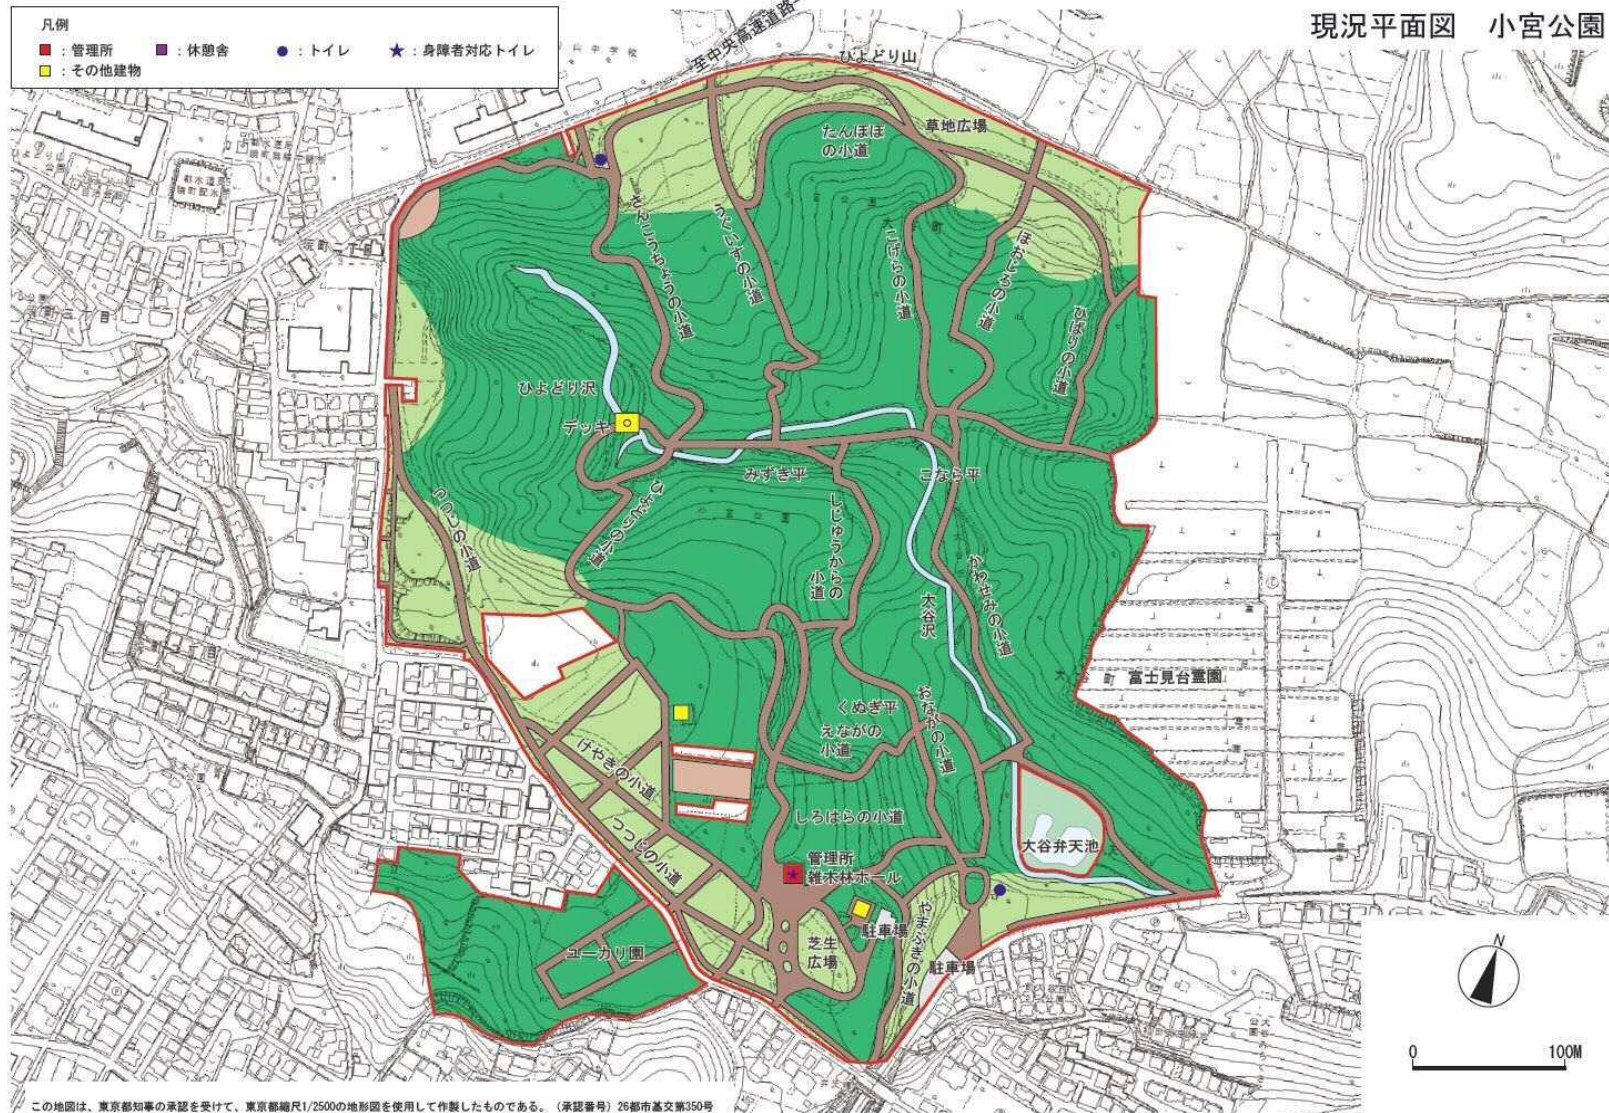 現況平面図　小宮公園
凡例
：管理所
：休憩舎
：トイレ
：身障者対応トイレ
：その他建物
至中央高速道路
ひよどり山
草地広場
たんぽぽ
の小道
さんこうちょうの小道
うぐいすの小道
こげらの小道
ほおじろの小道
ひばりの小道
ひよどり沢
デッキ
みずき平
こなら平
つつじの小道
ひよどりの小道
しじゅうからの
小道
大谷沢
かわせみの小道
富士見台霊園
くぬぎ平
えながの
小道
おながの小道
けやきの小道
つつじの小道
しろはらの小道
管理所
雑木林ホール
大谷弁天池
駐車場
芝生
広場
やまぶきの小道
駐車場
ユーカリ園
N
0
100M
この地図は、東京都知事の承認を受けて、東京都縮尺1/2500の地形図を使用して作製したものである。（承認番号）26都市基交第350号